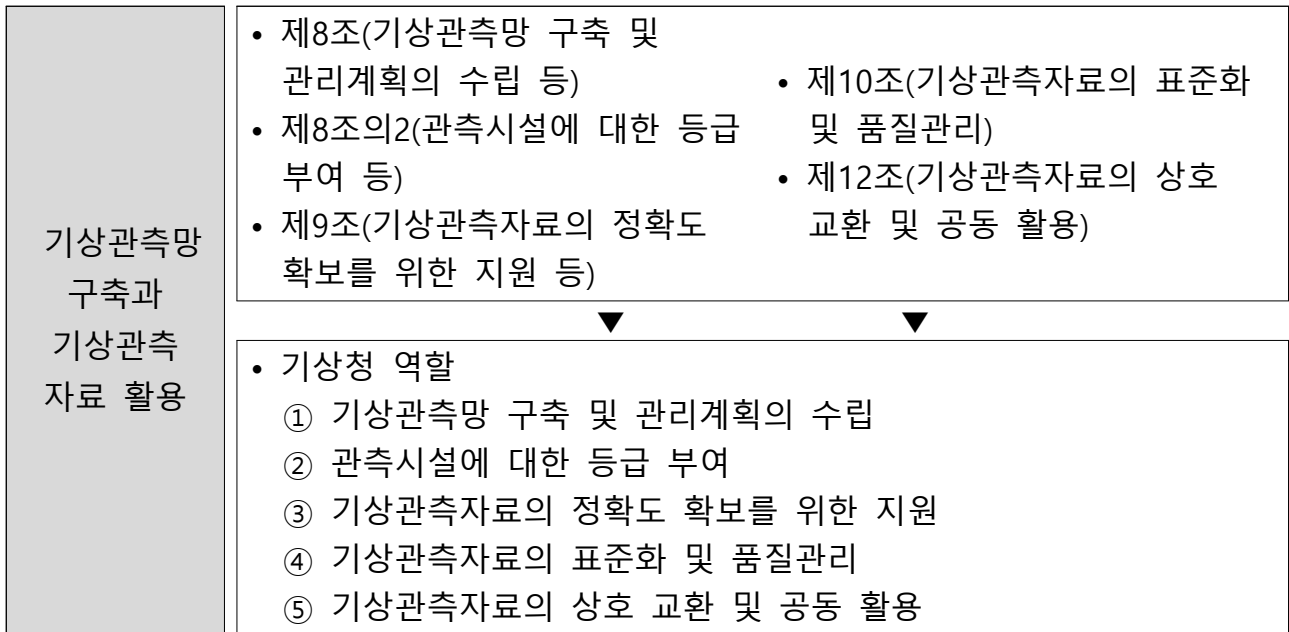 기상관측망
구축과
기상관측
자료 활용
• 제8조(기상관측망 구축 및
관리계획의 수립 등)
• 제8조의2(관측시설에 대한 등급
부여 등)
• 제9조(기상관측자료의 정확도
확보를 위한 지원 등)
• 제10조(기상관측자료의 표준화
및 품질관리)
• 제12조(기상관측자료의 상호
교환 및 공동 활용)
▼ ▼
• 기상청 역할
① 기상관측망 구축 및 관리계획의 수립
② 관측시설에 대한 등급 부여
③ 기상관측자료의 정확도 확보를 위한 지원
④ 기상관측자료의 표준화 및 품질관리
⑤ 기상관측자료의 상호 교환 및 공동 활용